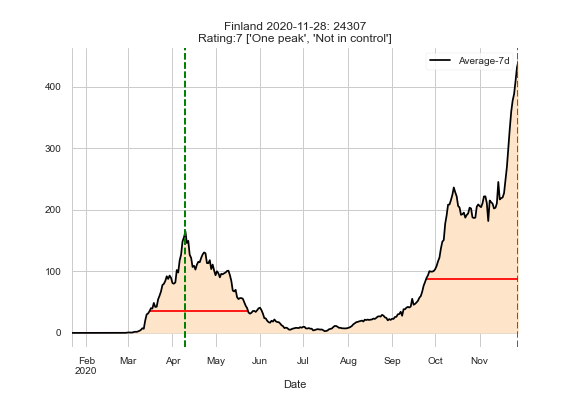 Finland 2020-11-28: 24307
Rating:7 ['One peak', 'Not in control']
Average-7d
400
300
200
100
0
Feb Mar Apr May Jun Jul Aug Sep Oct Nov
2020
Date